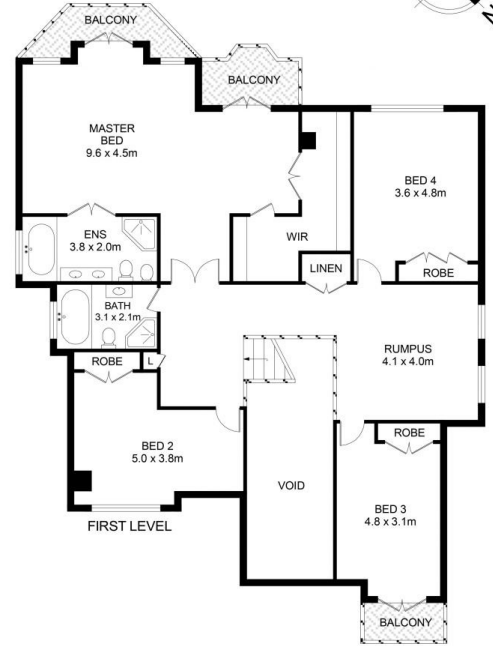 BALCONY
N
BALCONY
MASTER
BED
9.6 x 4.5m
BED 4
3.6 x 4.8m
ENS
3.8 x 2.0m
WIR
LINEN
ROBE
BATH
3.1 x 2.1m
ROBE
L
RUMPUS
4.1 x 4.0m
ROBE
BED 2
5.0 x 3.8m
VOID
BED 3
4.8 x 3.1m
FIRST LEVEL
BALCONY